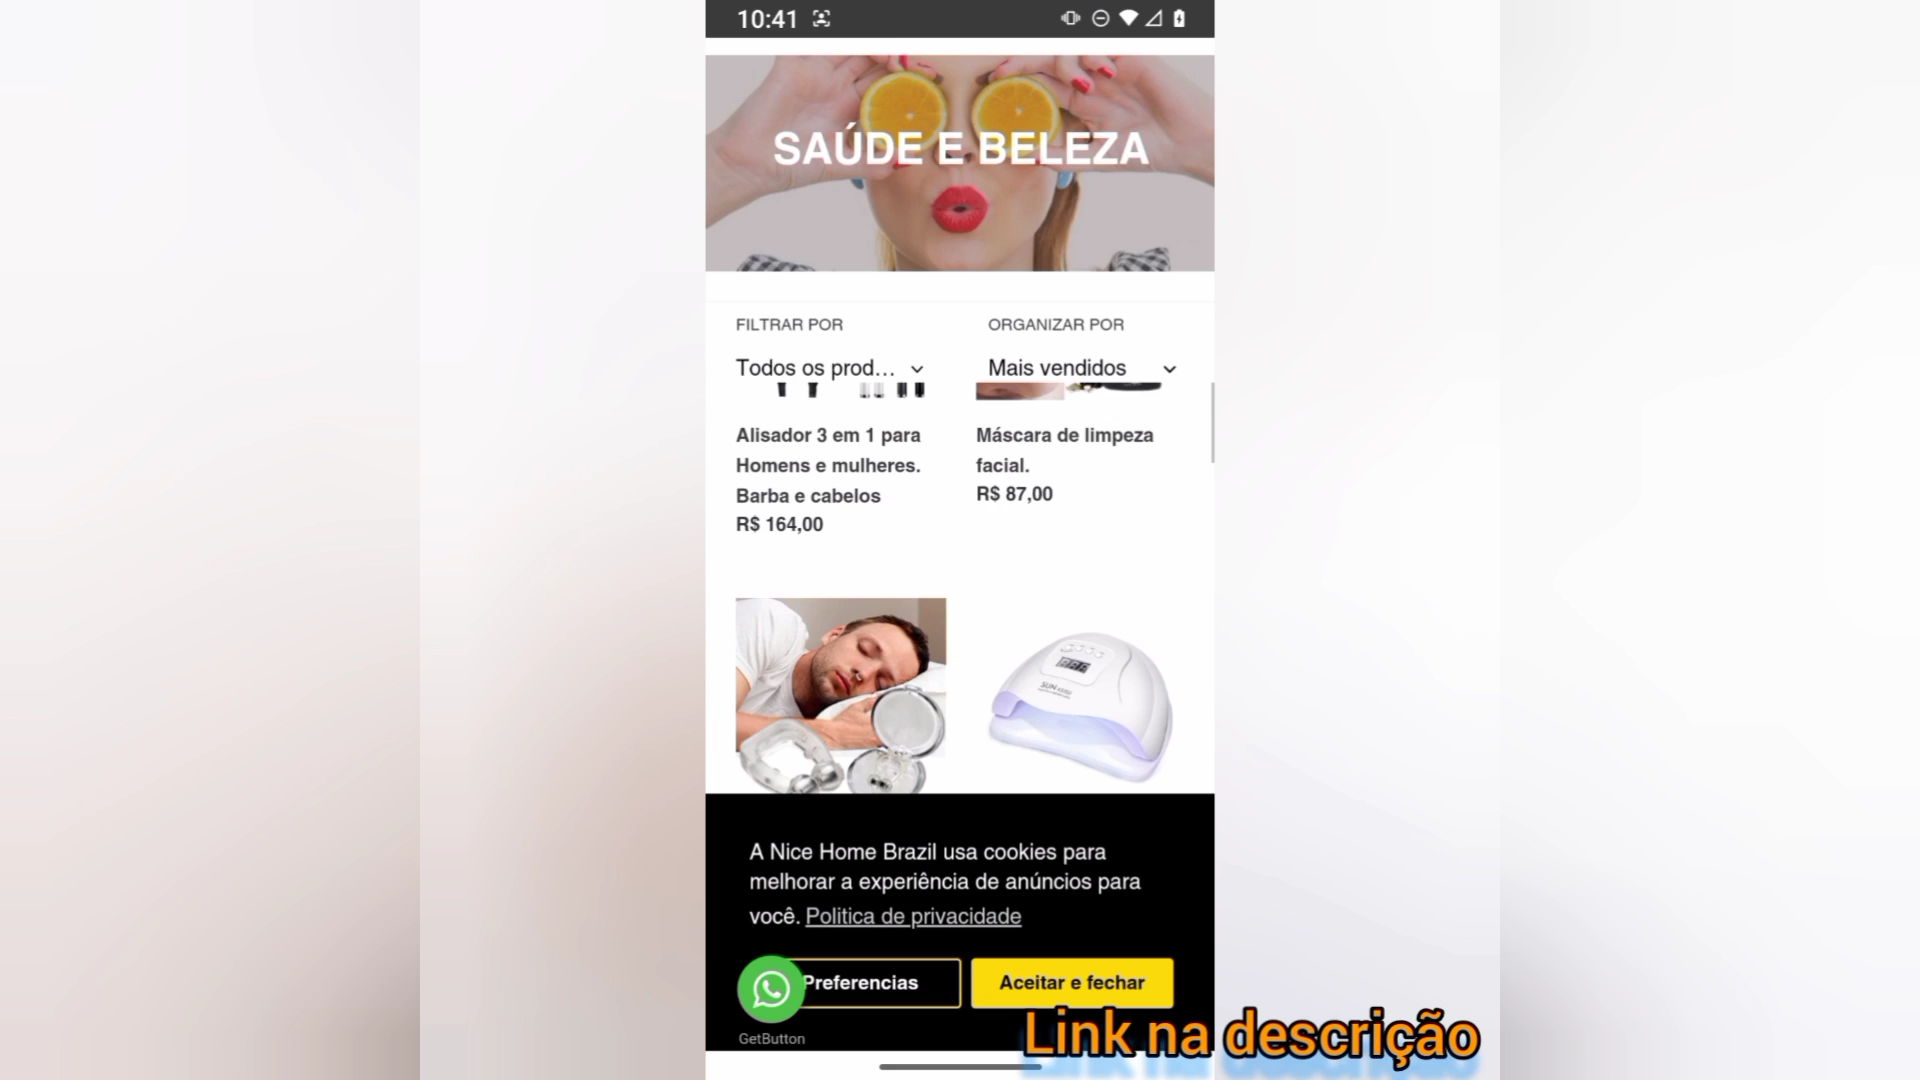 10:41
SAÚDE E BELEZA
FILTRAR POR
ORGANIZAR POR
Todos os prod...
Mais vendidos
Alisador 3 em 1 para
Homens e mulheres.
Barba e cabelos
R$ 164,00
Máscara de limpeza
facial.
R$ 87,00
SUN
A Nice Home Brazil usa cookies para
melhorar a experiência de anúncios para
você. Politica de privacidade
Preferencias
Aceitar e fechar
GetButton
Link na descrição